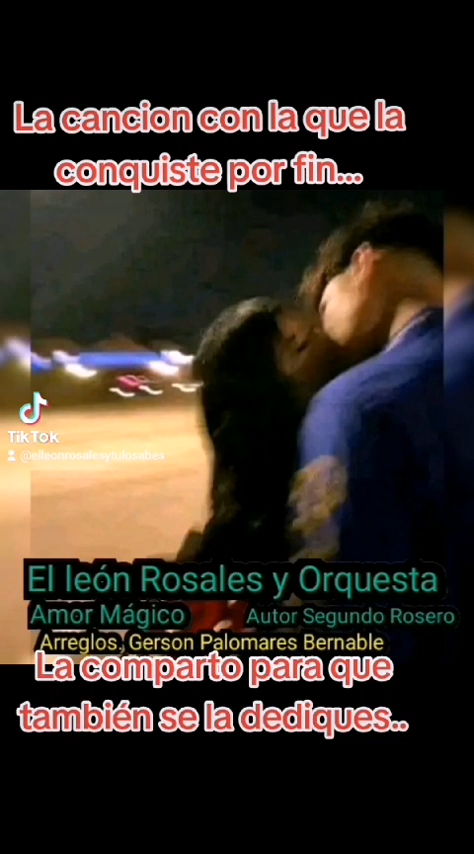 La cancion con la que la
conquiste por fin...
TikTok
@elleonrosalesytulosabes
El león Rosales y Orquesta
Amor Mágico Autor Segundo Rosero
Arreglos. Gerson Palomares Bernable
La comparto para que
también se la dediques..